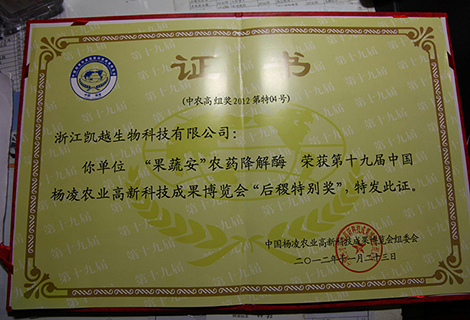 证书
(中农高组奖2012第特04号)
浙江凯越生物科技有限公司：
你单位 “果蔬安”农药降解酶 荣获第十九届中国
杨凌农业高新科技成果博览会“后稷特别奖”，特发此证。
中国杨凌农业高新科技成果博览会组委会
二〇一二年十一月二十三日